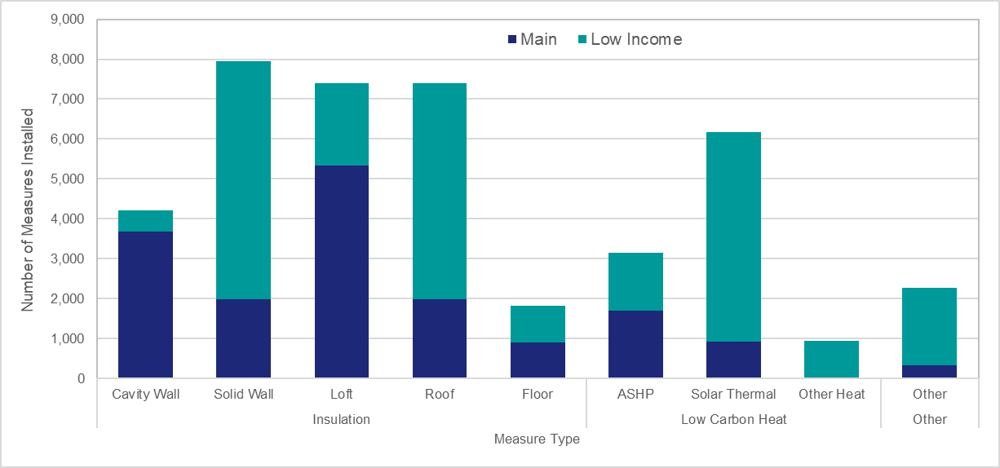 9,000
8,000
7,000
6,000
5,000
4,000
3,000
2,000
1,000
0
Number of Measures Installed
Main Low Income
Cavity Wall Solid Wall Loft Roof Floor ASHP Solar Thermal Other Heat Other
Insulation Low Carbon Heat Other
Measure Type